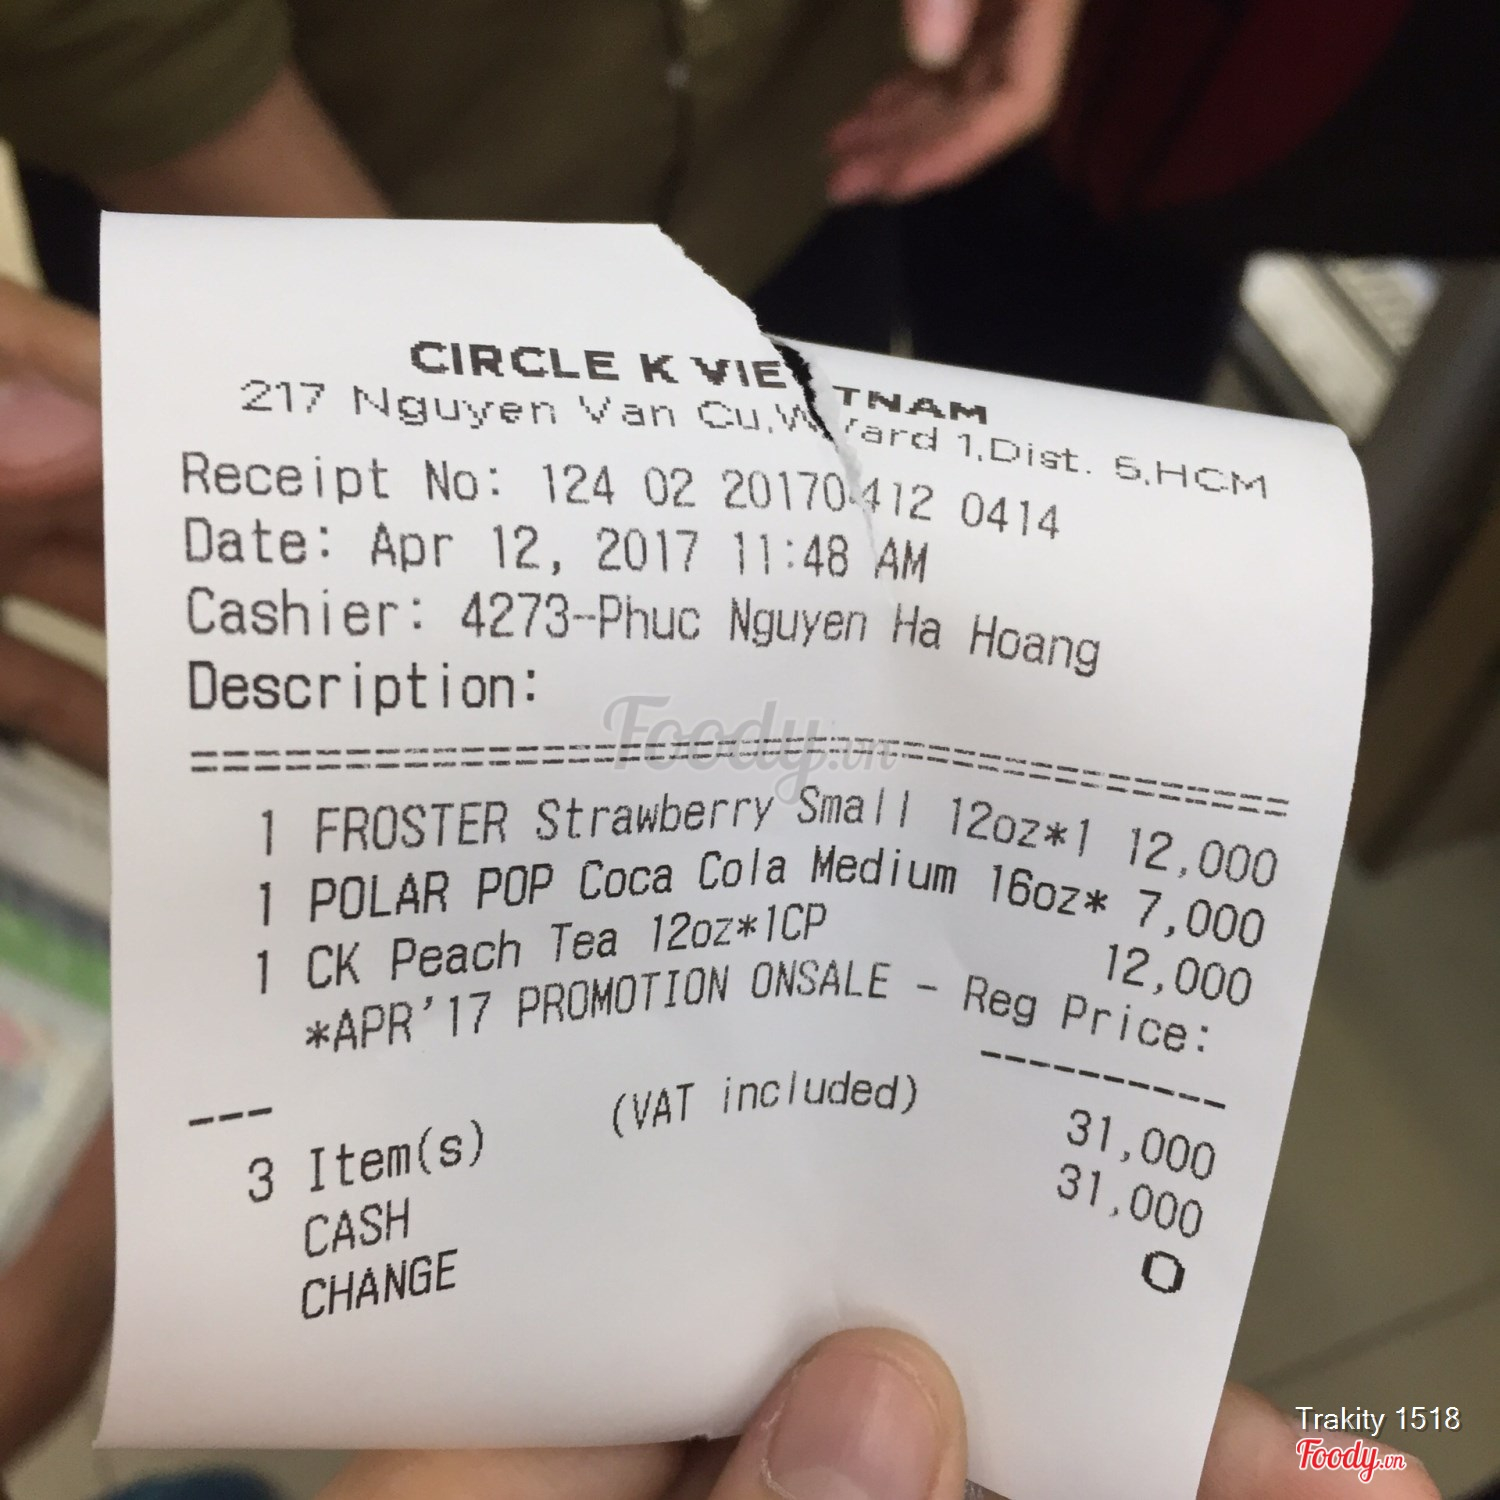 CIRCLE K VIETNAM
217 Nguyen Van Cu,Ward 1,Dist. 5,HCM
Receipt No: 124 02 20170412 0414
Date: Apr 12, 2017 11:48 AM
Cashier: 4273-Phuc Nguyen Ha Hoang
Description:
==================================
1 FROSTER Strawberry Small 12oz*1 12,000
1 POLAR POP Coca Cola Medium 16oz* 7,000
1 CK Peach Tea 12oz*1CP 12,000
*APR'17 PROMOTION ONSALE - Reg Price:
--- ----------
3 Item(s) (VAT included) 31,000
CASH 31,000
CHANGE 0
Foody.vn
Trakity 1518
Foody.vn